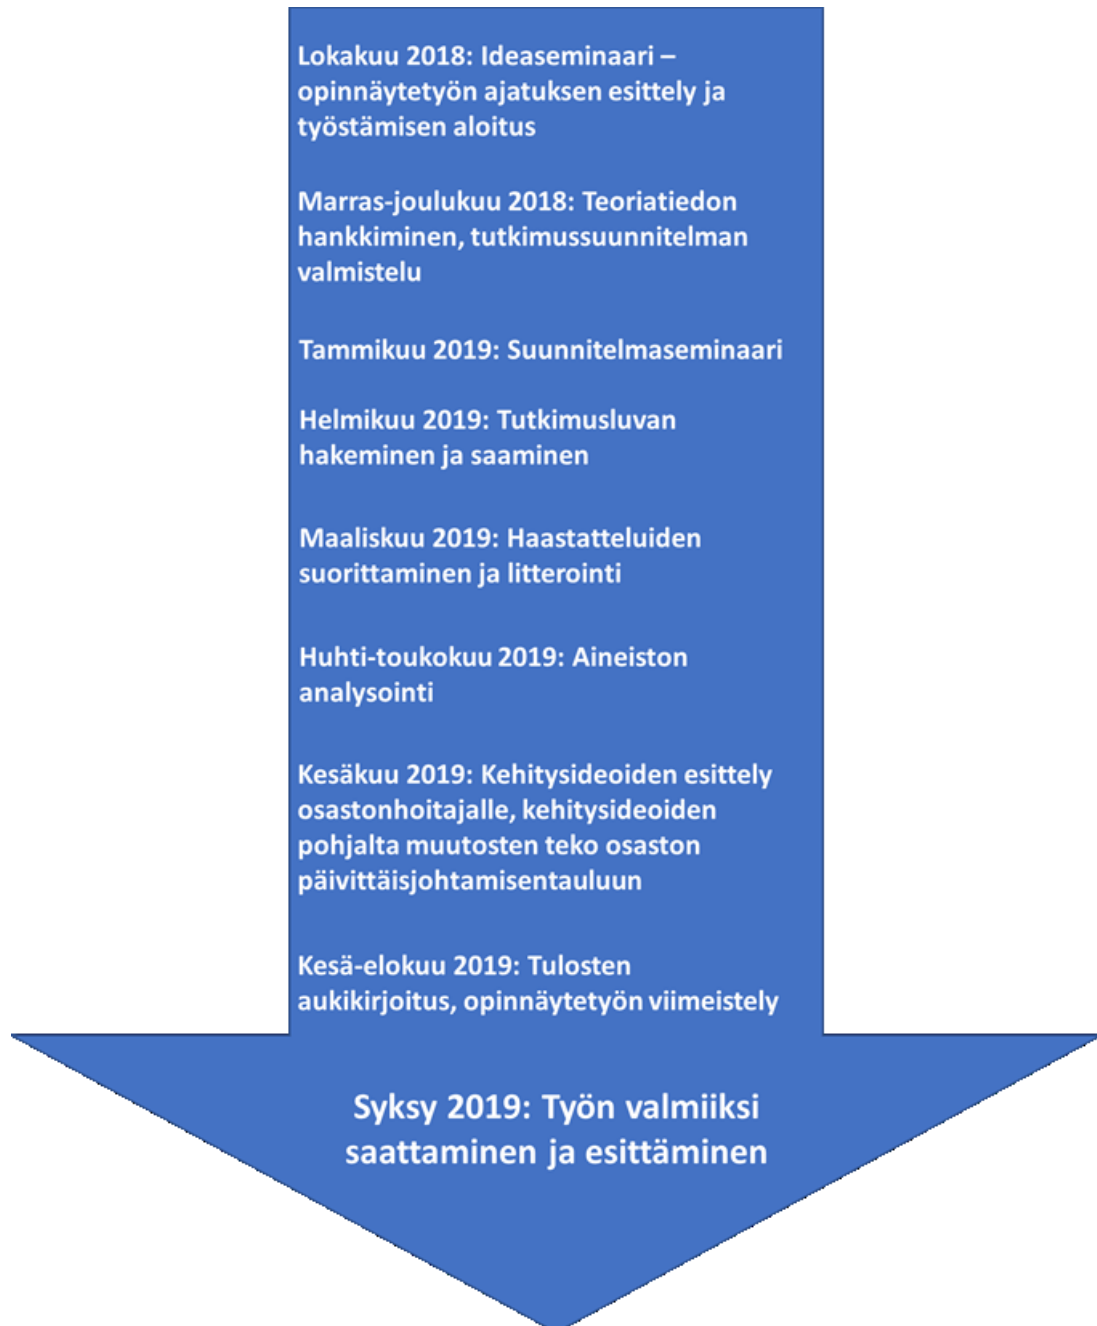 Lokakuu 2018: Ideaseminaari –
opinnäytetyön ajatuksen esittely ja
työstämisen aloitus
Marras-joulukuu 2018: Teoriatiedon
hankkiminen, tutkimussuunnitelman
valmistelu
Tammikuu 2019: Suunnitelmaseminaari
Helmikuu 2019: Tutkimusluvan
hakeminen ja saaminen
Maaliskuu 2019: Haastatteluiden
suorittaminen ja litterointi
Huhti-toukokuu 2019: Aineiston
analysointi
Kesäkuu 2019: Kehitysideoiden esittely
osastonhoitajalle, kehitysideoiden
pohjalta muutosten teko osaston
päivittäisjohtamisentauluun
Kesä-elokuu 2019: Tulosten
aukikirjoitus, opinnäytetyön viimeistely
Syksy 2019: Työn valmiiksi
saattaminen ja esittäminen